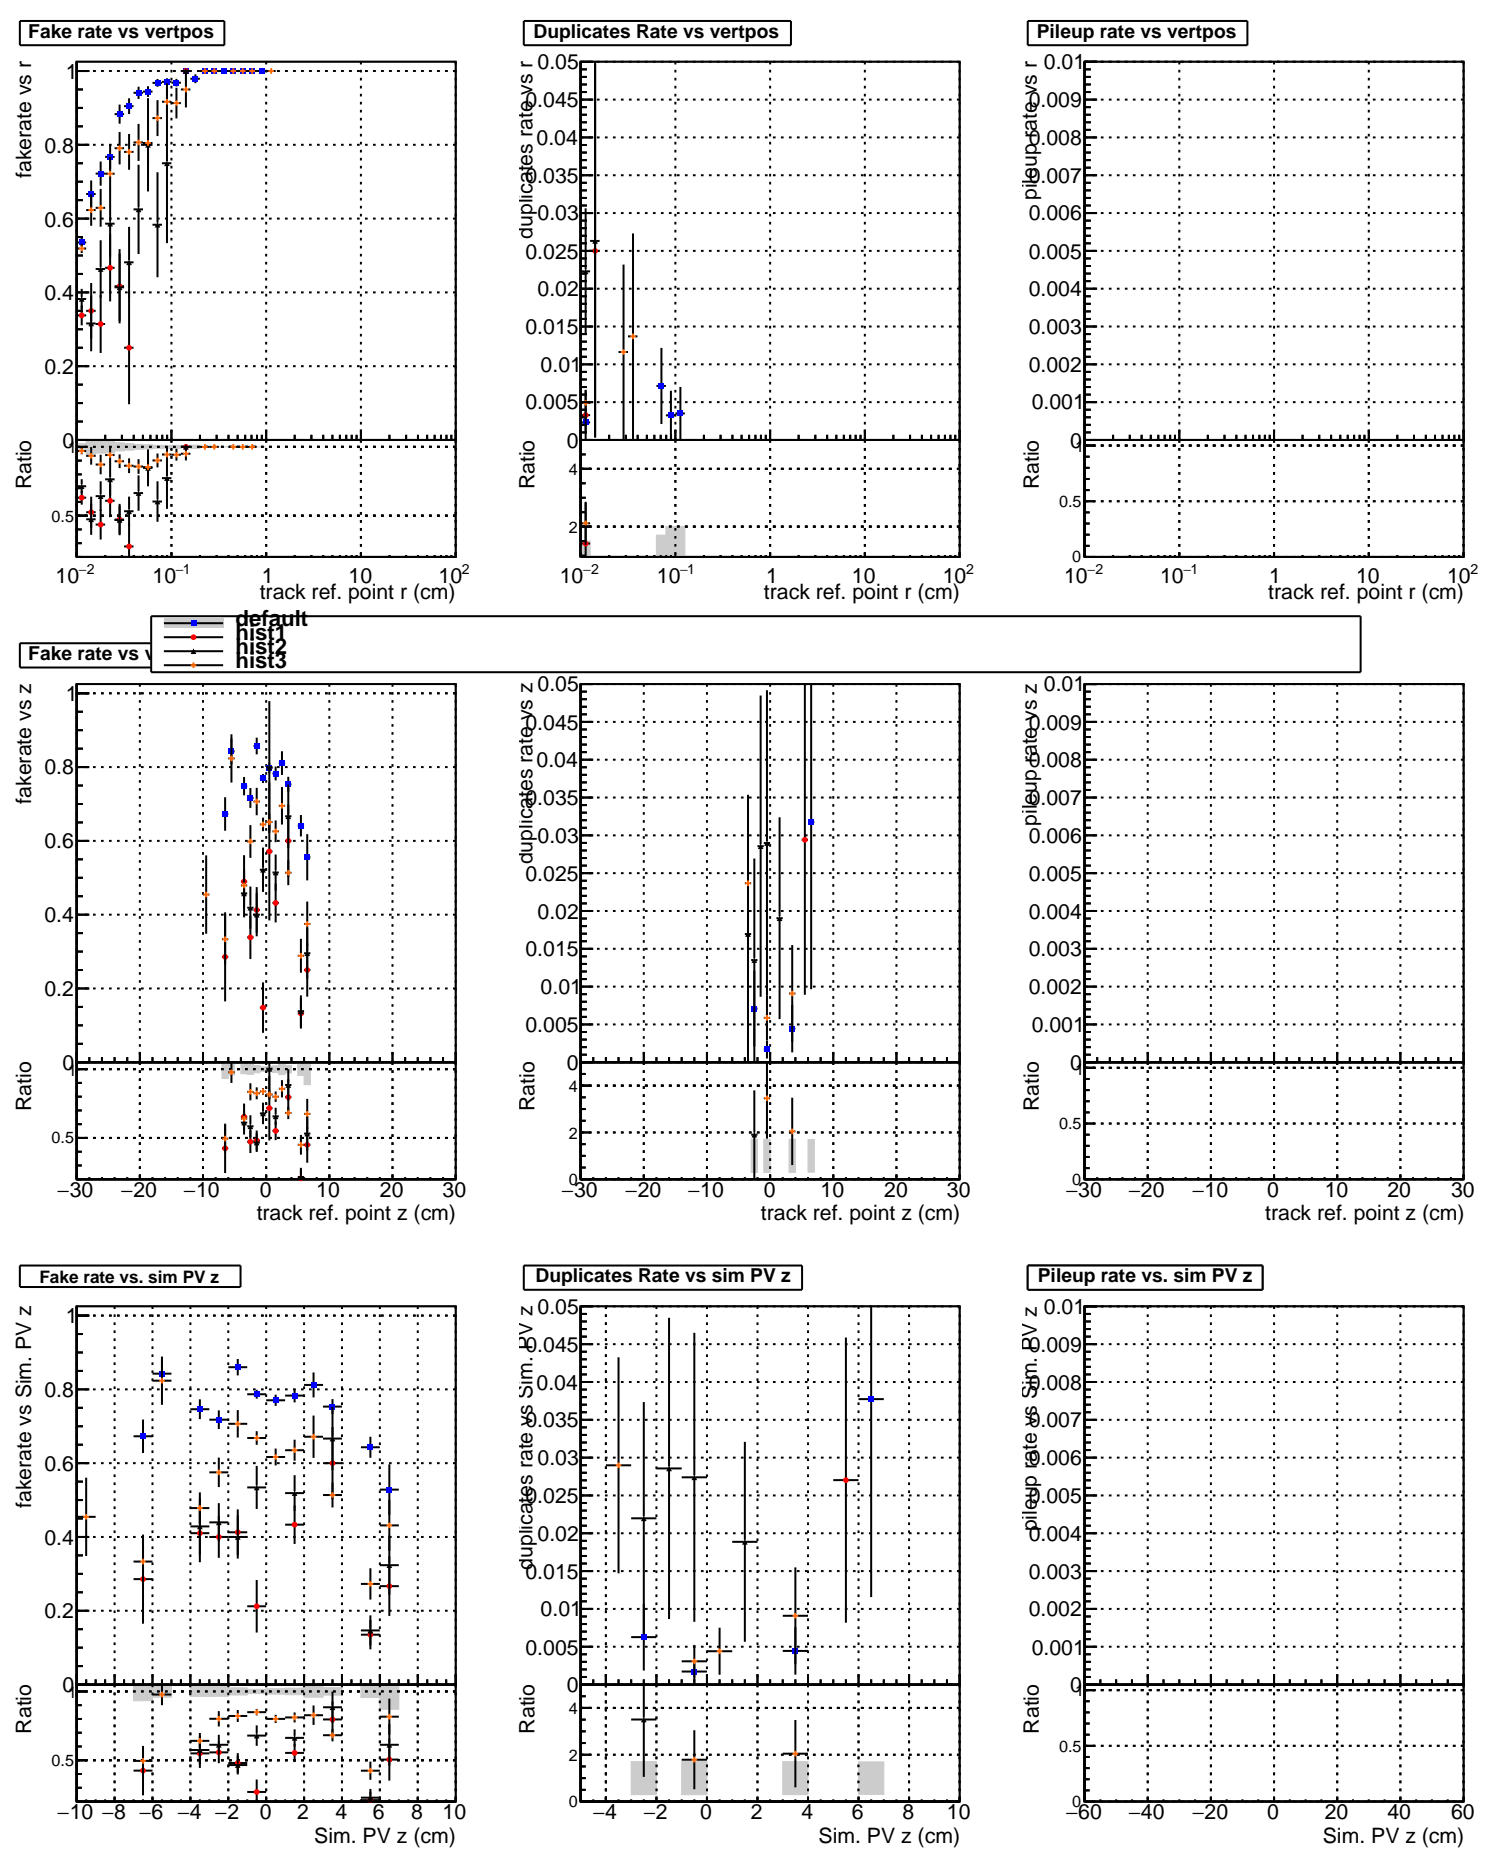 Fake rate vs vertpos
Duplicates Rate vs vertpos
Pileup rate vs vertpos
fakerate vs r
1
0.8
0.6
0.4
0.2
0
Ratio
1
0.5
10−2 10−1 1 10 102
track ref. point r (cm)
duplicates rate vs r
0.05
0.045
0.04
0.035
0.03
0.025
0.02
0.015
0.01
0.005
0
Ratio
4
2
10−2 10−1 1 10 102
track ref. point r (cm)
pileup rate vs r
0.01
0.009
0.008
0.007
0.006
0.005
0.004
0.003
0.002
0.001
0
Ratio
1
0.5
0
10−2 10−1 1 10 102
track ref. point r (cm)
default
hist1
hist2
hist3
Fake rate vs
fakerate vs z
1
0.8
0.6
0.4
0.2
0
Ratio
1
0.5
−30 −20 −10 0 10 20 30
track ref. point z (cm)
duplicates rate vs z
0.05
0.045
0.04
0.035
0.03
0.025
0.02
0.015
0.01
0.005
0
Ratio
4
2
0
−30 −20 −10 0 10 20 30
track ref. point z (cm)
pileup rate vs z
0.01
0.009
0.008
0.007
0.006
0.005
0.004
0.003
0.002
0.001
0
Ratio
1
0.5
0
−30 −20 −10 0 10 20 30
track ref. point z (cm)
Fake rate vs. sim PV z
Duplicates Rate vs sim PV z
Pileup rate vs. sim PV z
fakerate vs Sim. PV z
1
0.8
0.6
0.4
0.2
0
Ratio
1
0.5
−10 −8 −6 −4 −2 0 2 4 6 8 10
Sim. PV z (cm)
duplicates rate vs Sim. PV z
0.05
0.045
0.04
0.035
0.03
0.025
0.02
0.015
0.01
0.005
0
Ratio
4
2
0
−4 −2 0 2 4 6 8 10
Sim. PV z (cm)
pileup rate vs Sim. PV z
0.01
0.009
0.008
0.007
0.006
0.005
0.004
0.003
0.002
0.001
0
Ratio
1
0.5
0
−60 −40 −20 0 20 40 60
Sim. PV z (cm)